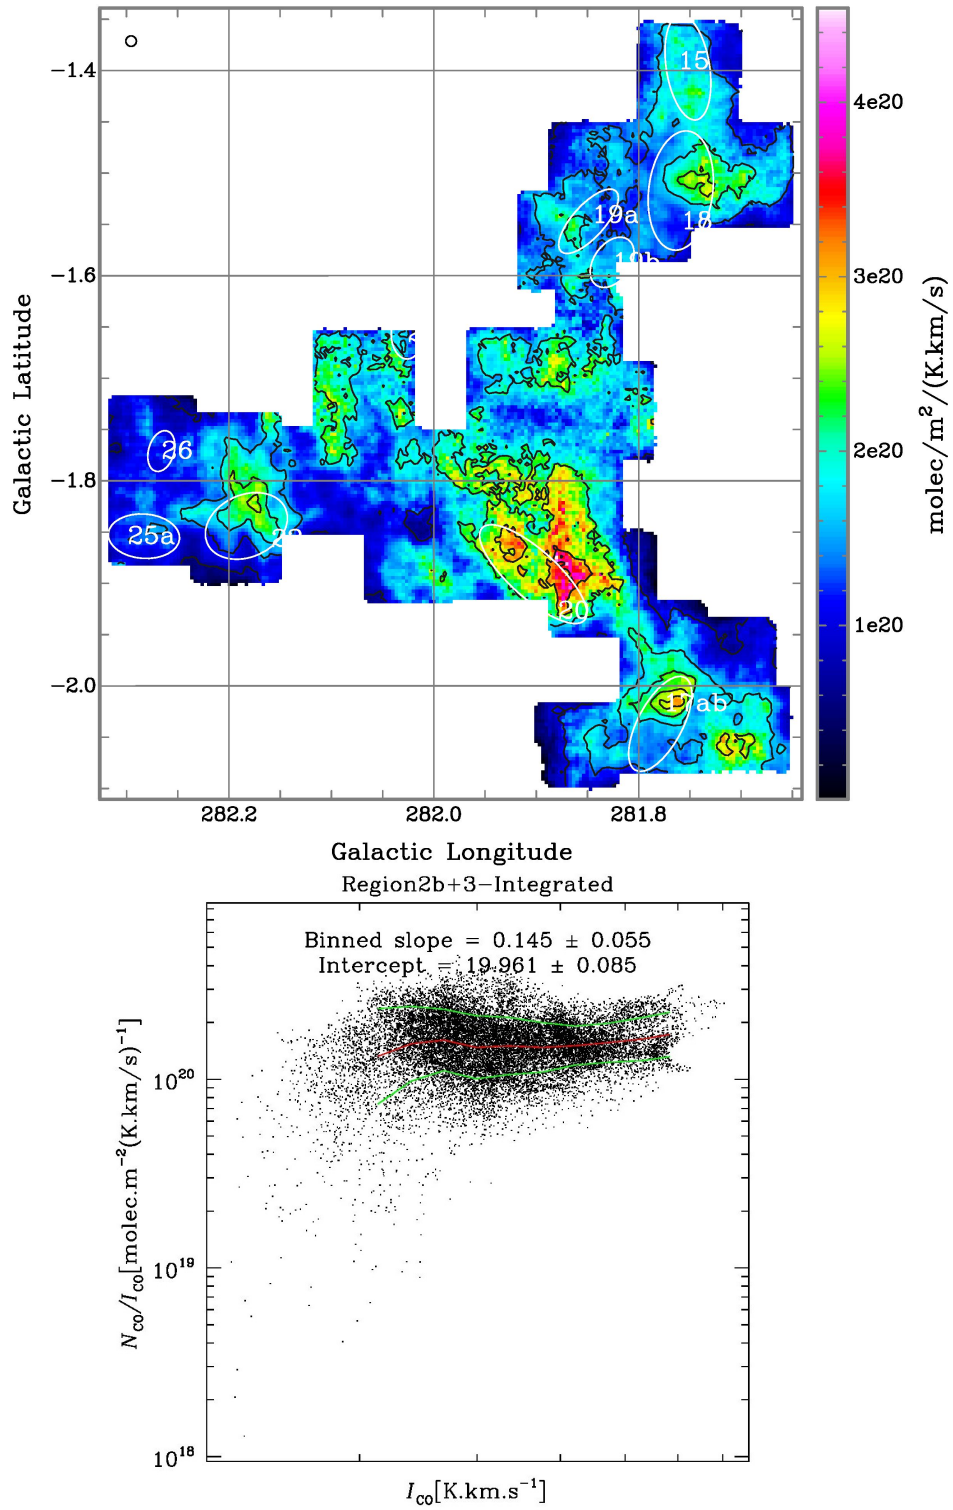 15
−1.4
4e20
19a
18
19b
−1.6
3e20
Galactic Latitude
molec/m²/(K.km/s)
26
2e20
−1.8
25a
20
1e20
−2.0
17ab
282.2 282.0 281.8
Galactic Longitude
Region2b+3−Integrated
Binned slope = 0.145 ± 0.055
Intercept = 19.961 ± 0.085
10²⁰
N_CO/I_CO[molec.m⁻²(K.km/s)⁻¹]
10¹⁹
10¹⁸
I_CO[K.km.s⁻¹]